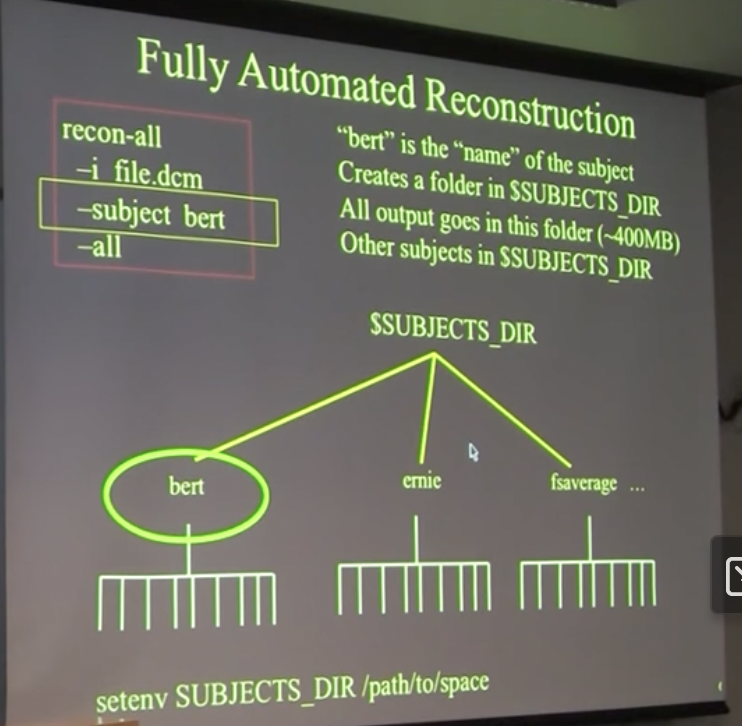 Fully Automated Reconstruction
recon-all
–i file.dcm
–subject bert
–all
“bert” is the “name” of the subject
Creates a folder in $SUBJECTS_DIR
All output goes in this folder (~400MB)
Other subjects in $SUBJECTS_DIR
$SUBJECTS_DIR
bert
ernie
fsaverage ...
setenv SUBJECTS_DIR /path/to/space